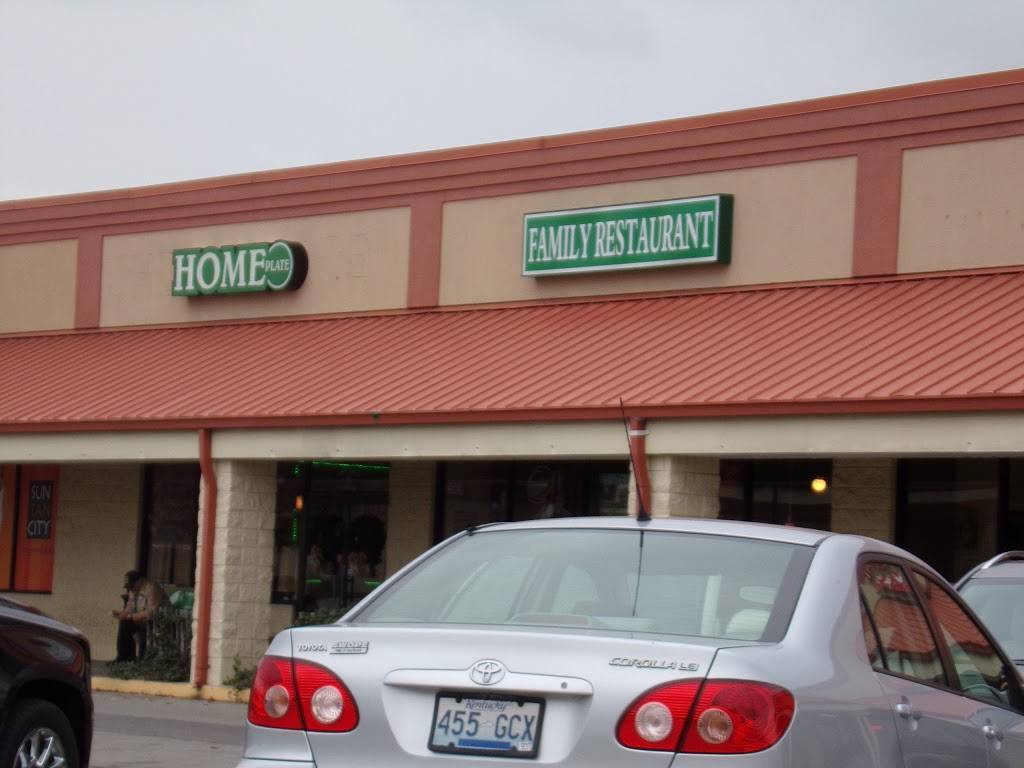 HOME PLATE
FAMILY RESTAURANT
SUN
TAN
CITY
TOYOTA
COROLLA LE
Kentucky
455 GCX